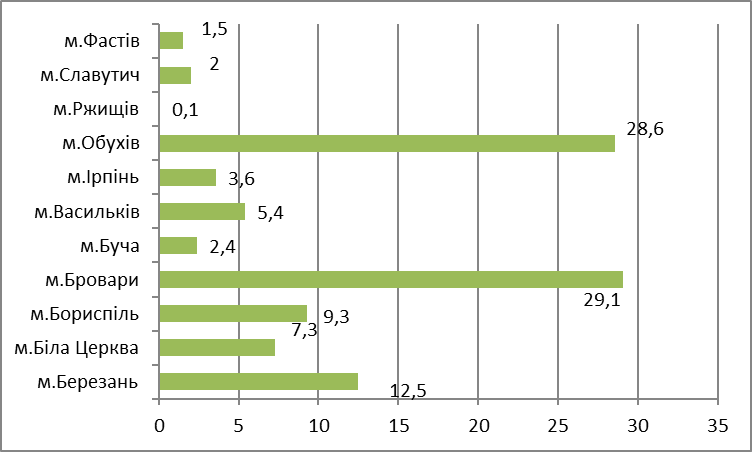 м.Фастів 1,5
м.Славутич 2
м.Ржищів 0,1
м.Обухів 28,6
м.Ірпінь 3,6
м.Васильків 5,4
м.Буча 2,4
м.Бровари 29,1
м.Бориспіль 9,3
м.Біла Церква 7,3
м.Березань 12,5
0 5 10 15 20 25 30 35